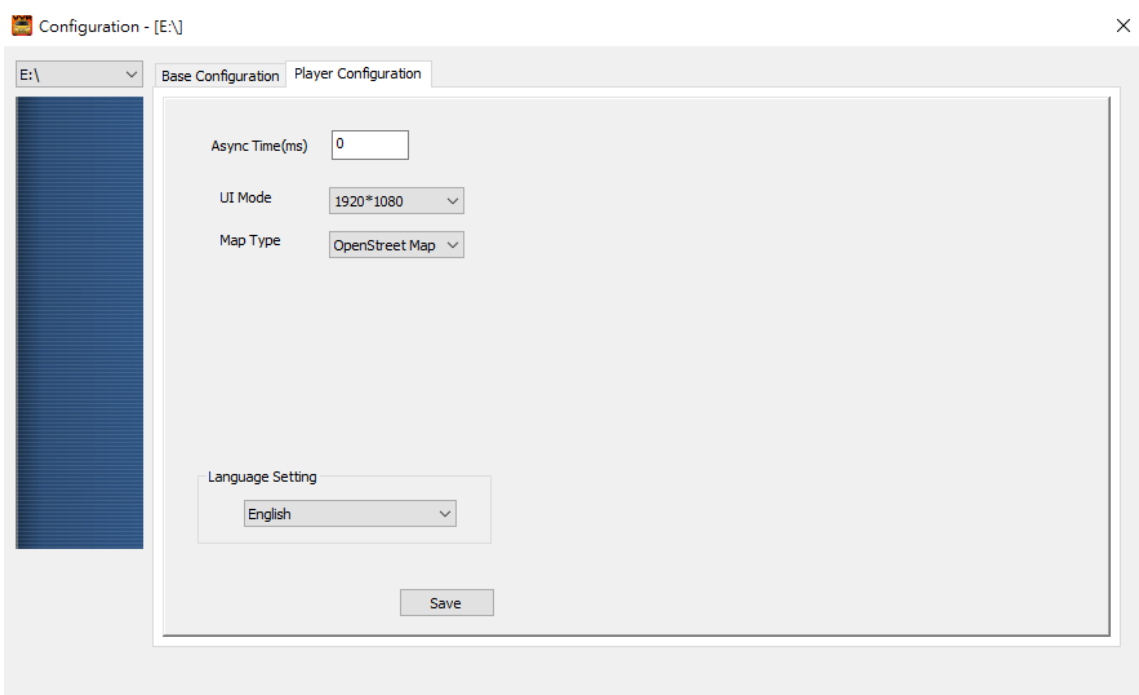 Configuration - [E:\]
E:\
Base Configuration
Player Configuration
Async Time(ms)
0
UI Mode
1920*1080
Map Type
OpenStreet Map
Language Setting
English
Save